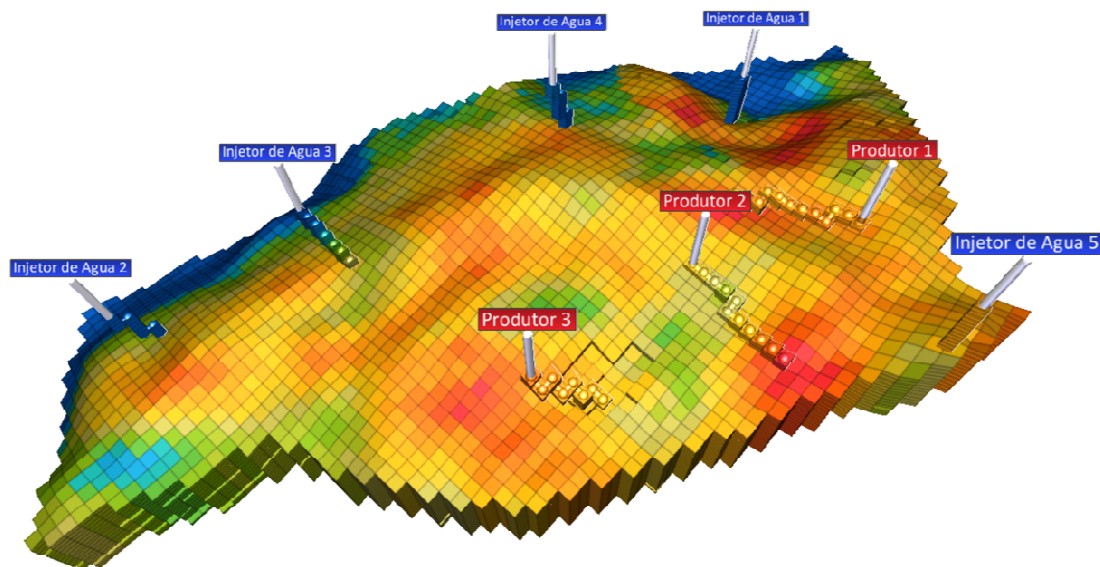 Injetor de Agua 4
Injetor de Agua 1
Injetor de Agua 3
Produtor 1
Produtor 2
Injetor de Agua 5
Injetor de Agua 2
Produtor 3